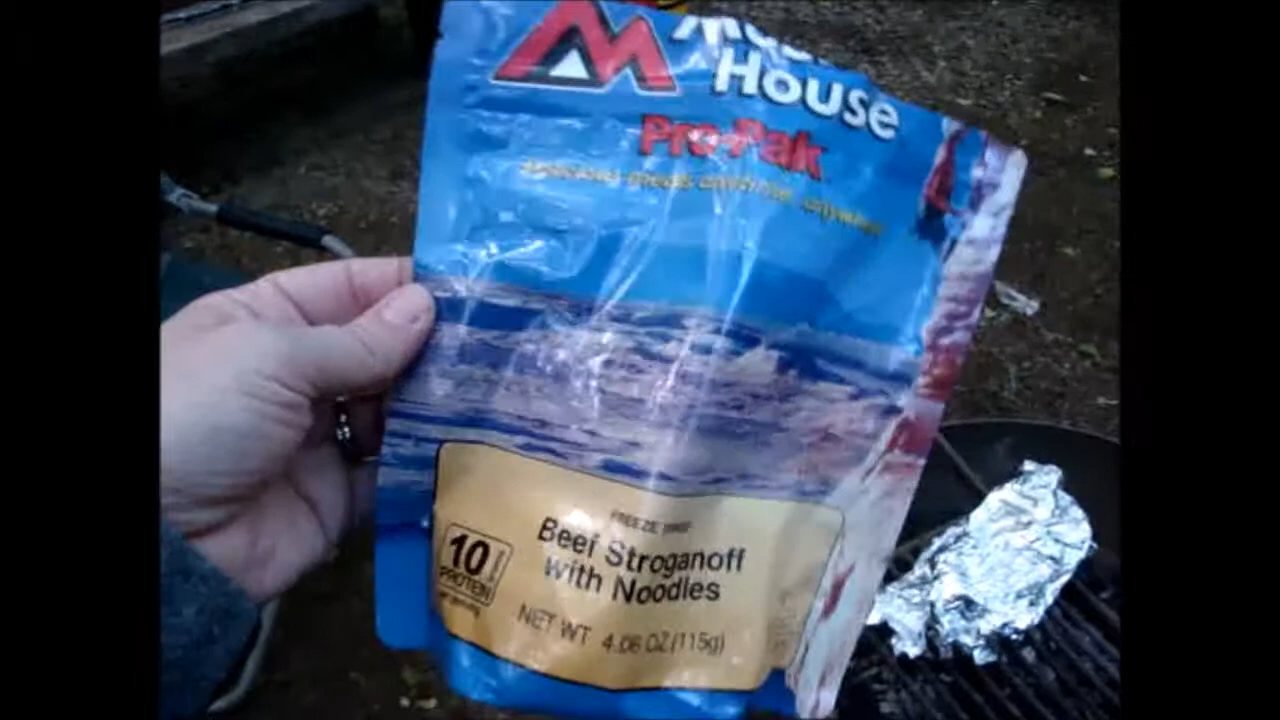 House
Pro-Pak
FREEZE DRIED
Beef Stroganoff
with Noodles
10
PROTEIN
NET WT 4.06 OZ (115g)